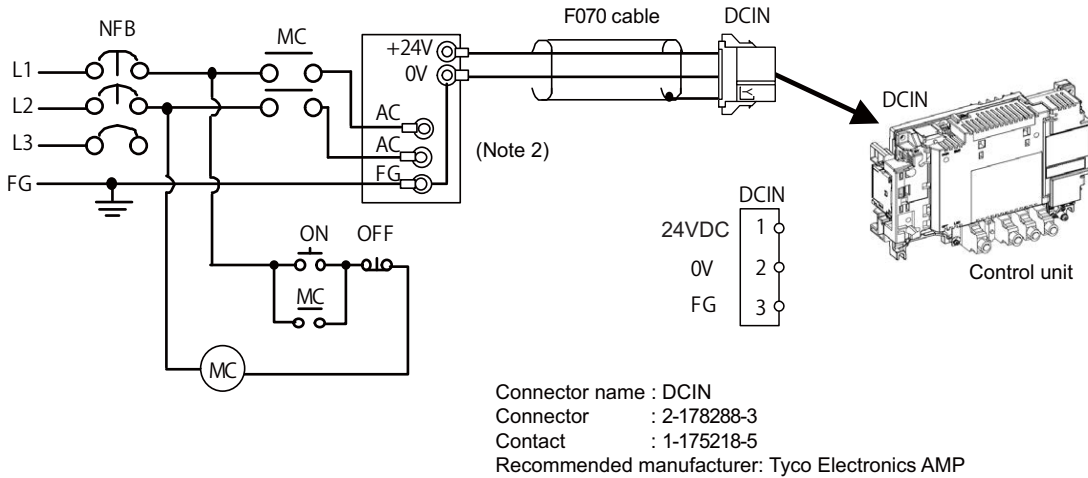 F070 cable
DCIN
NFB
MC
+24V
0V
L1
L2
L3
FG
AC
AC
FG
(Note 2)
DCIN
Control unit
DCIN
24VDC 1
0V 2
FG 3
ON OFF
MC
MC
Connector name : DCIN
Connector : 2-178288-3
Contact : 1-175218-5
Recommended manufacturer: Tyco Electronics AMP